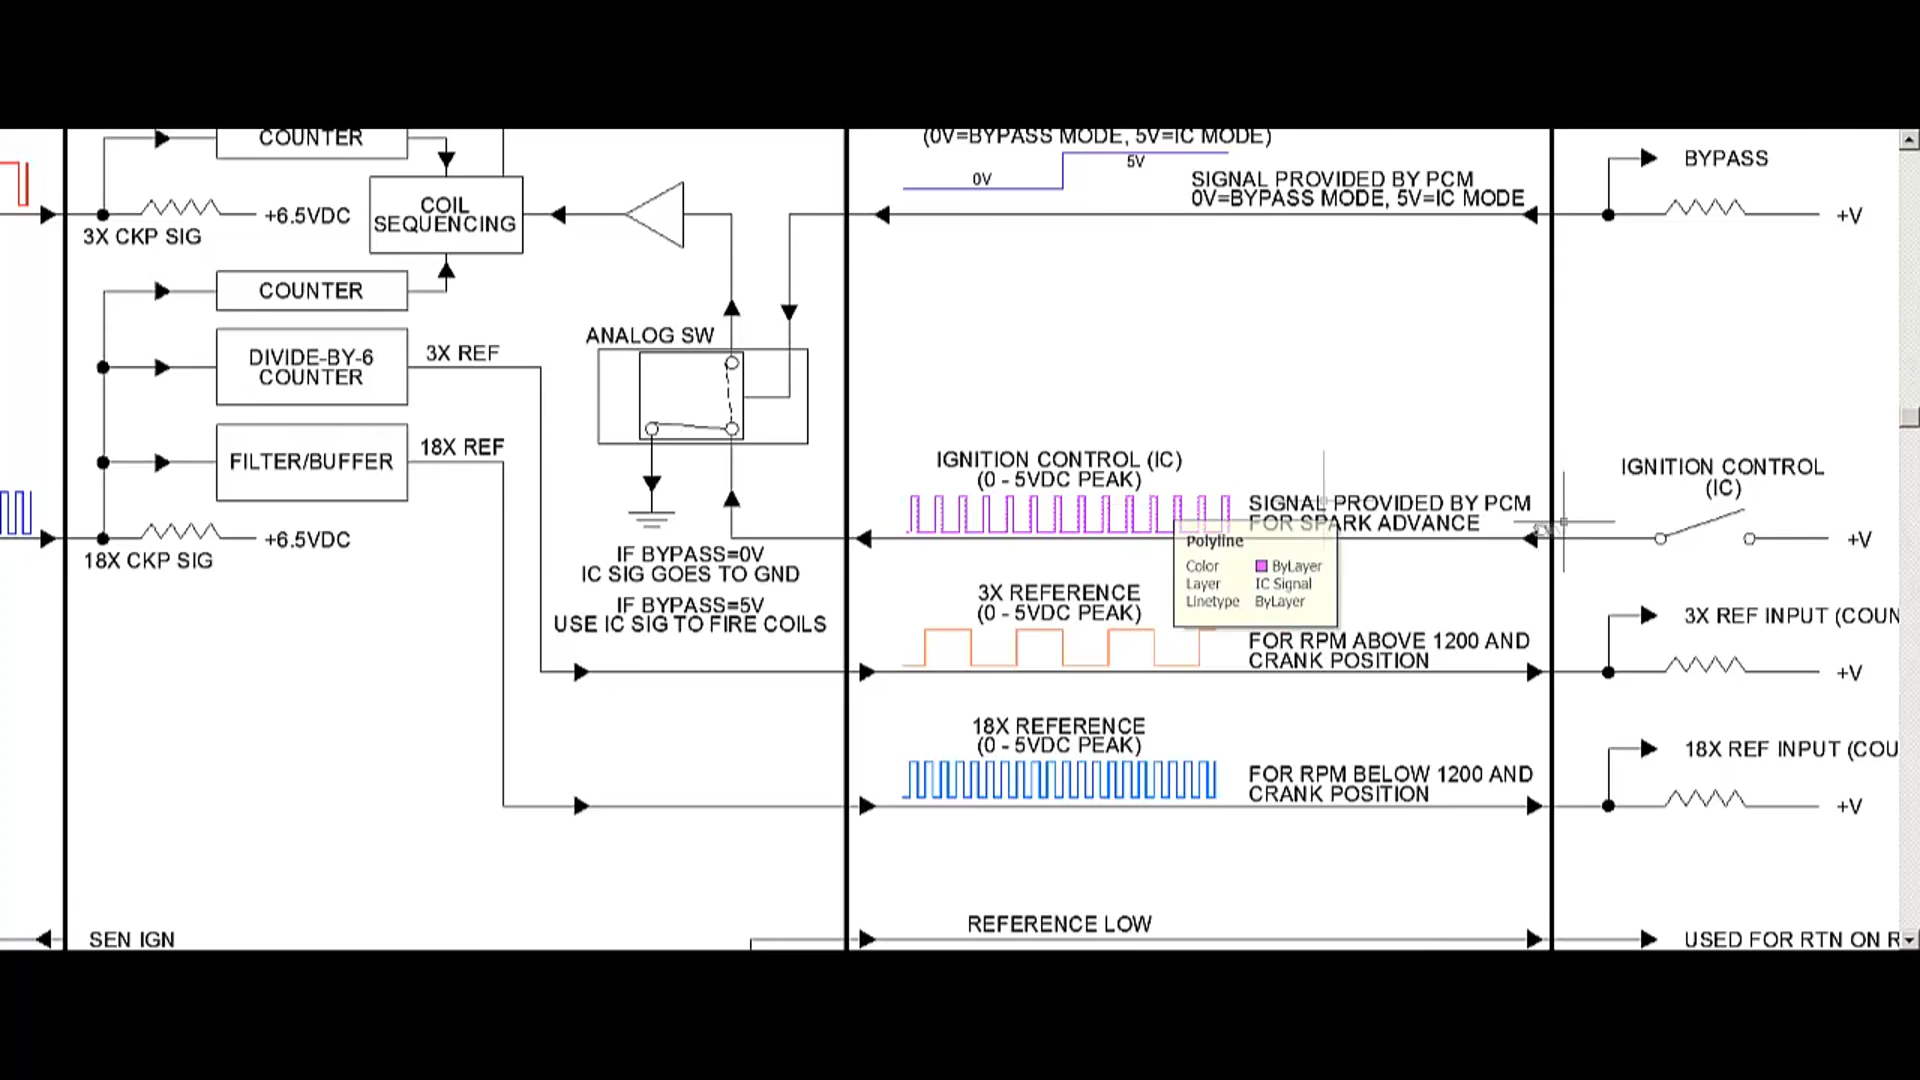 COUNTER
(0V=BYPASS MODE, 5V=IC MODE)
5V
0V
SIGNAL PROVIDED BY PCM
0V=BYPASS MODE, 5V=IC MODE
BYPASS
+V
3X CKP SIG
+6.5VDC
COIL
SEQUENCING
COUNTER
ANALOG SW
DIVIDE-BY-6
COUNTER
3X REF
FILTER/BUFFER
18X REF
18X CKP SIG
+6.5VDC
IF BYPASS=0V
IC SIG GOES TO GND
IF BYPASS=5V
USE IC SIG TO FIRE COILS
IGNITION CONTROL (IC)
(0 - 5VDC PEAK)
SIGNAL PROVIDED BY PCM
FOR SPARK ADVANCE
IGNITION CONTROL
(IC)
+V
Polyline
Color ByLayer
Layer IC Signal
Linetype ByLayer
3X REFERENCE
(0 - 5VDC PEAK)
FOR RPM ABOVE 1200 AND
CRANK POSITION
3X REF INPUT (COUN
+V
18X REFERENCE
(0 - 5VDC PEAK)
FOR RPM BELOW 1200 AND
CRANK POSITION
18X REF INPUT (COU
+V
SEN IGN
REFERENCE LOW
USED FOR RTN ON R